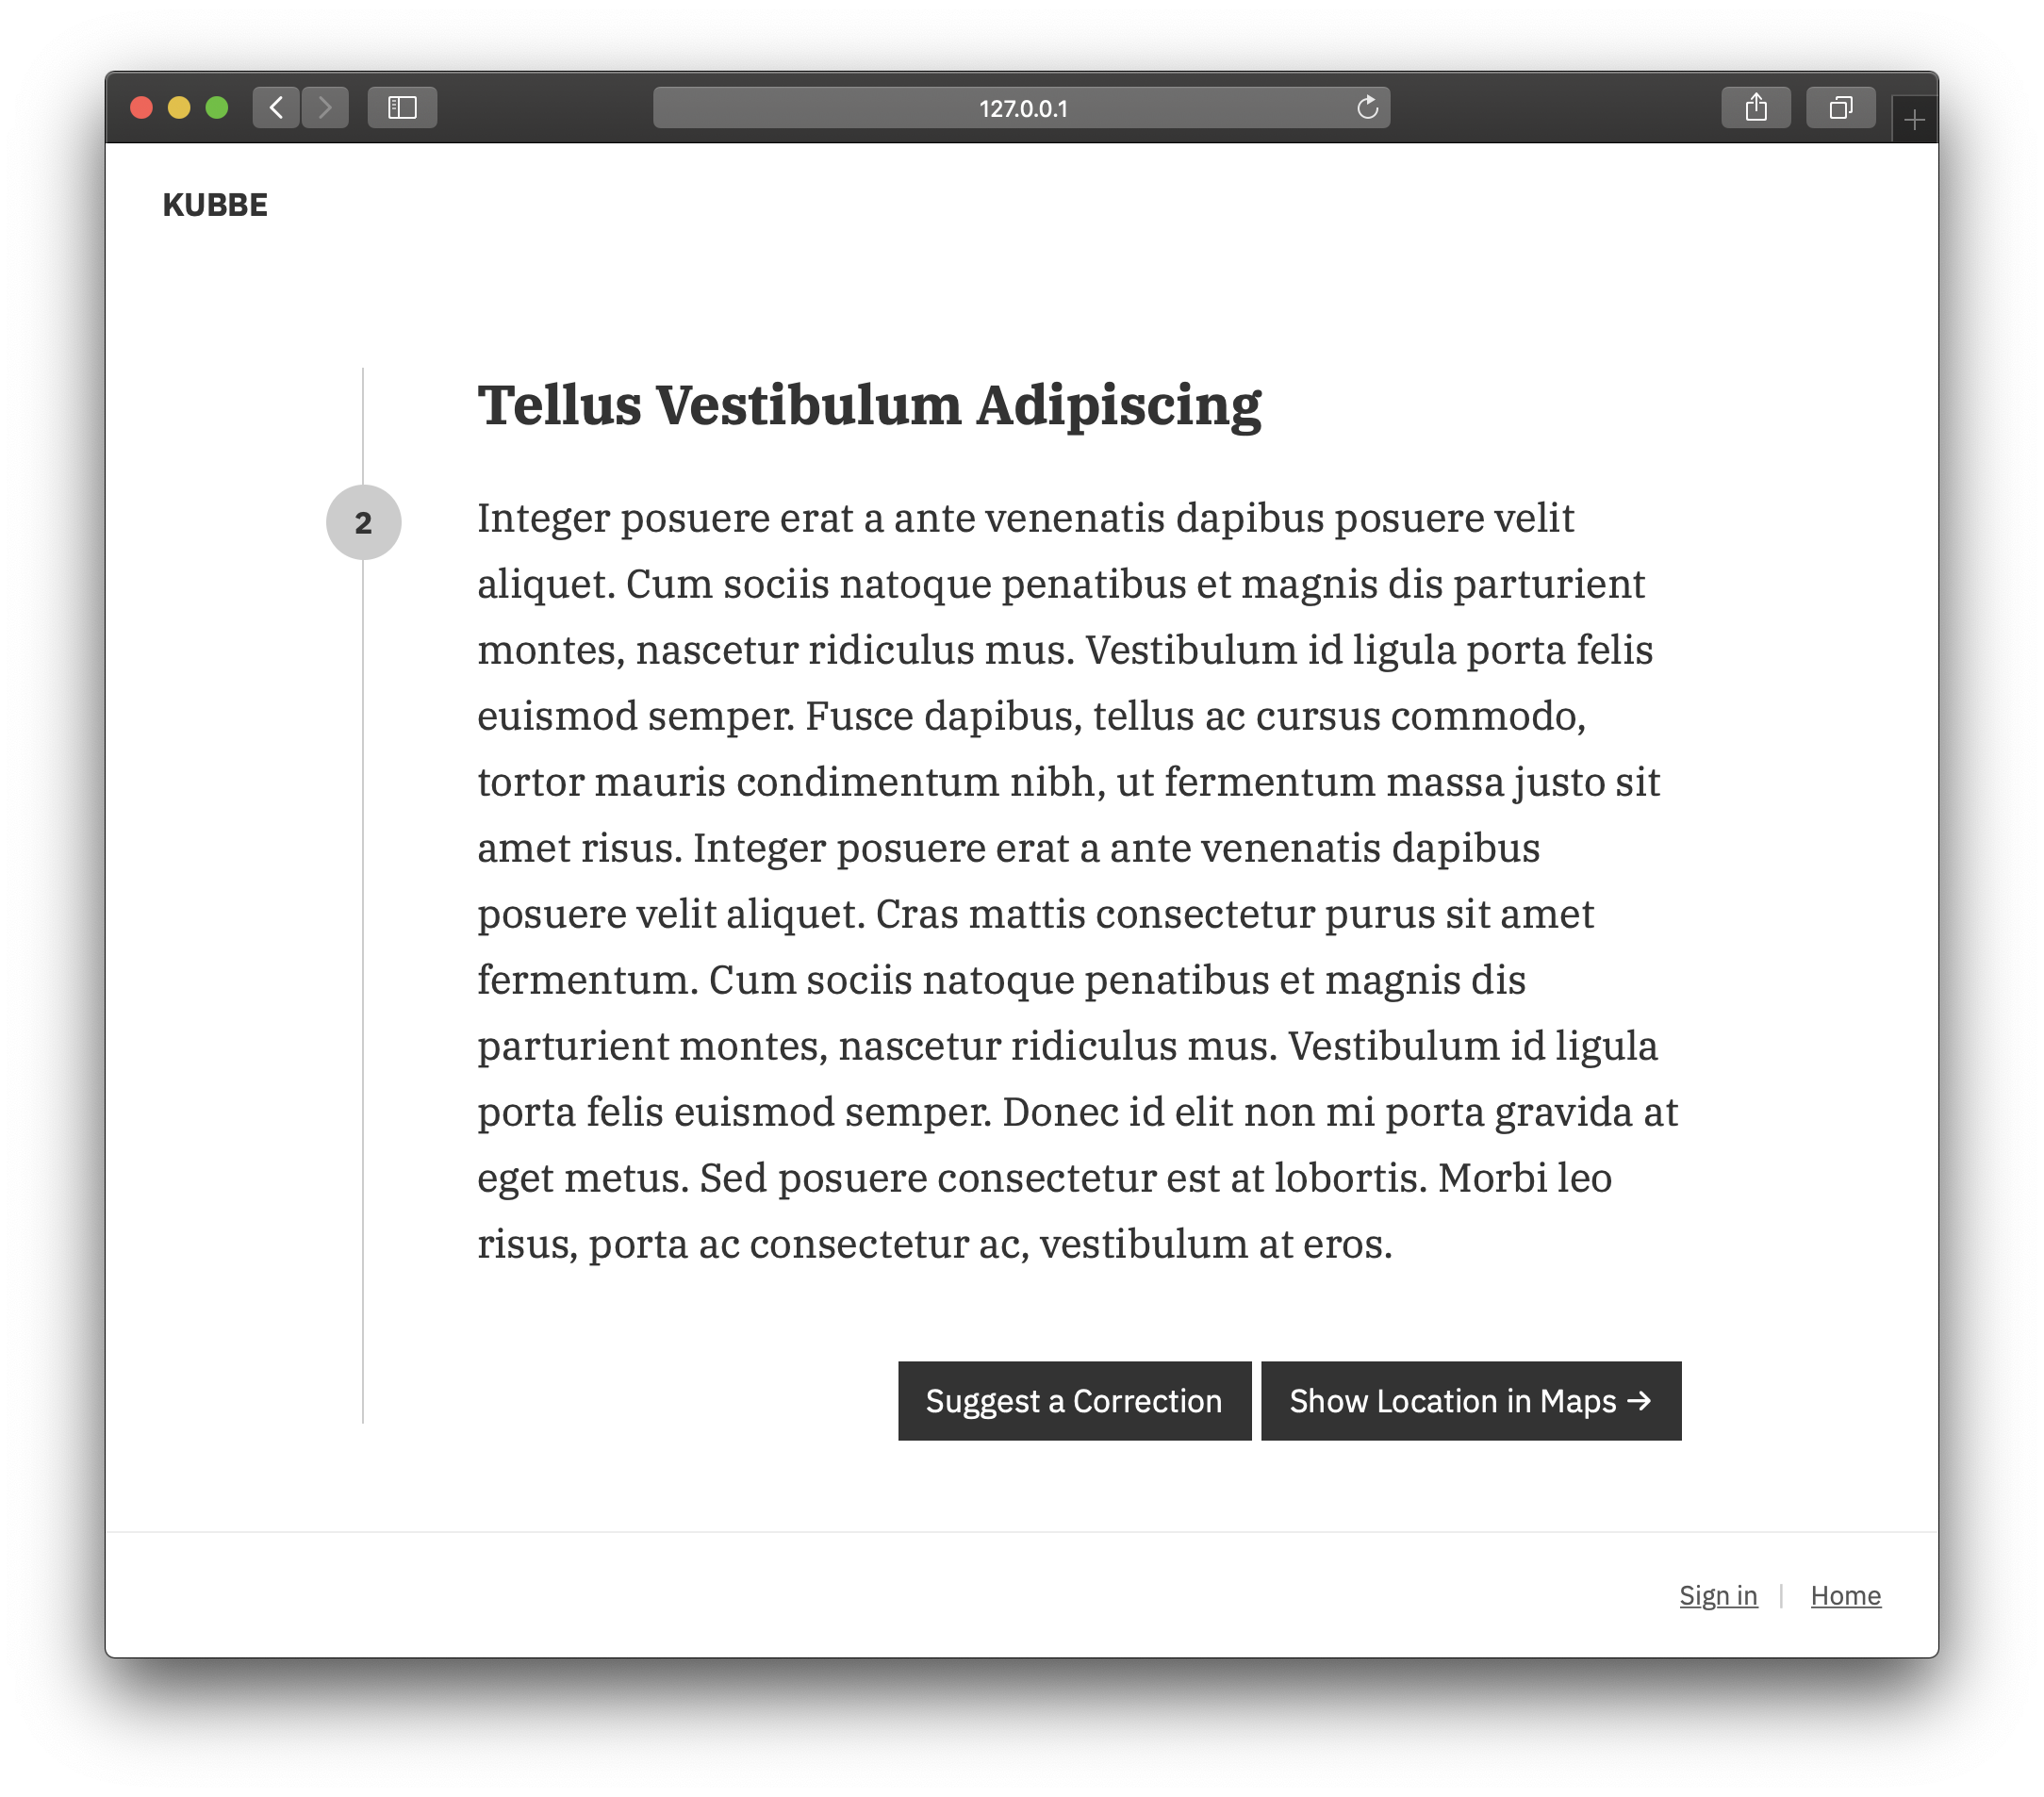 127.0.0.1
KUBBE
Tellus Vestibulum Adipiscing
2
Integer posuere erat a ante venenatis dapibus posuere velit
aliquet. Cum sociis natoque penatibus et magnis dis parturient
montes, nascetur ridiculus mus. Vestibulum id ligula porta felis
euismod semper. Fusce dapibus, tellus ac cursus commodo,
tortor mauris condimentum nibh, ut fermentum massa justo sit
amet risus. Integer posuere erat a ante venenatis dapibus
posuere velit aliquet. Cras mattis consectetur purus sit amet
fermentum. Cum sociis natoque penatibus et magnis dis
parturient montes, nascetur ridiculus mus. Vestibulum id ligula
porta felis euismod semper. Donec id elit non mi porta gravida at
eget metus. Sed posuere consectetur est at lobortis. Morbi leo
risus, porta ac consectetur ac, vestibulum at eros.
Suggest a Correction
Show Location in Maps →
Sign in | Home